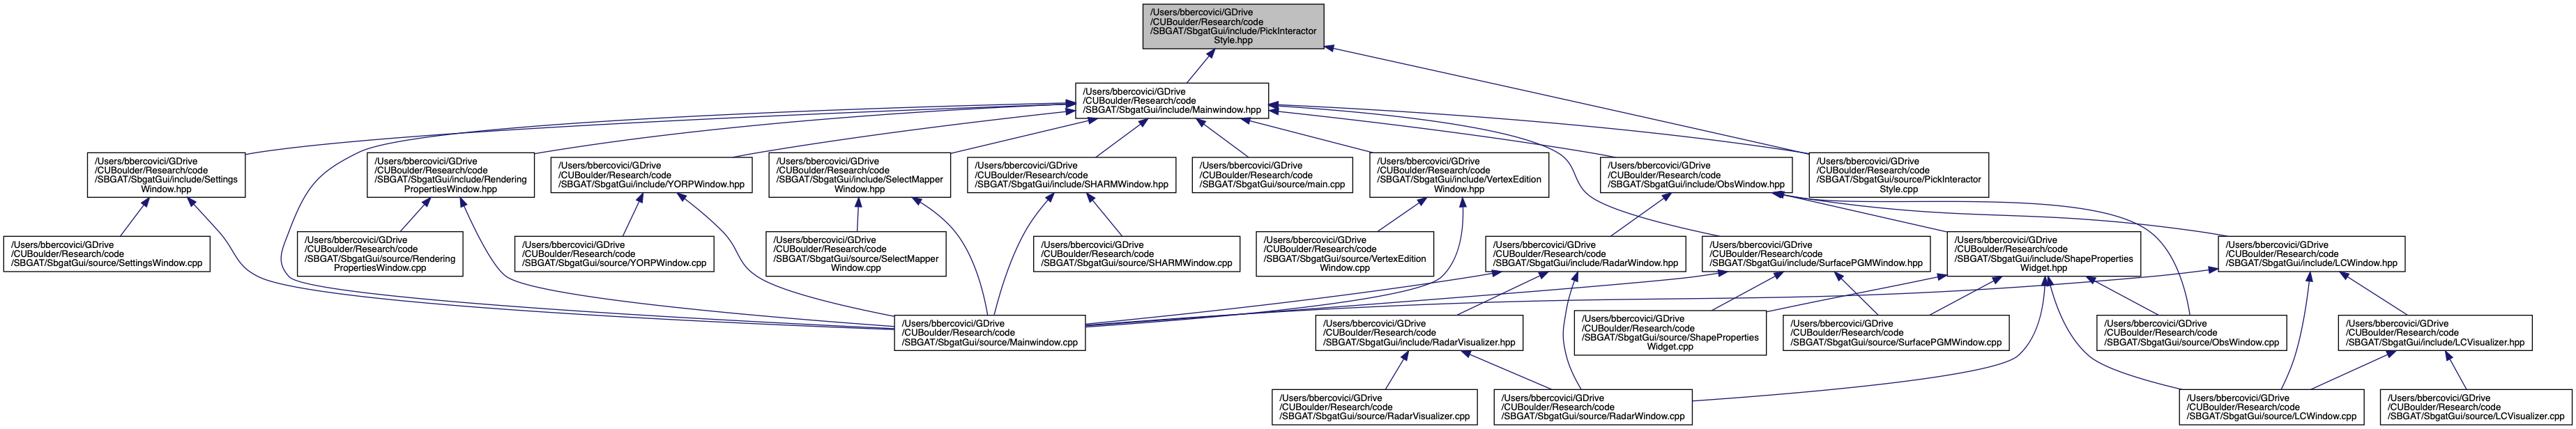 /Users/bbercovici/GDrive
/CUBoulder/Research/code
/SBGAT/SbgatGui/include/PickInteractor
Style.hpp
/Users/bbercovici/GDrive
/CUBoulder/Research/code
/SBGAT/SbgatGui/include/Mainwindow.hpp
/Users/bbercovici/GDrive
/CUBoulder/Research/code
/SBGAT/SbgatGui/include/Settings
Window.hpp
/Users/bbercovici/GDrive
/CUBoulder/Research/code
/SBGAT/SbgatGui/include/Rendering
PropertiesWindow.hpp
/Users/bbercovici/GDrive
/CUBoulder/Research/code
/SBGAT/SbgatGui/include/YORPWindow.hpp
/Users/bbercovici/GDrive
/CUBoulder/Research/code
/SBGAT/SbgatGui/include/SelectMapper
Window.hpp
/Users/bbercovici/GDrive
/CUBoulder/Research/code
/SBGAT/SbgatGui/include/SHARMWindow.hpp
/Users/bbercovici/GDrive
/CUBoulder/Research/code
/SBGAT/SbgatGui/source/main.cpp
/Users/bbercovici/GDrive
/CUBoulder/Research/code
/SBGAT/SbgatGui/include/VertexEdition
Window.hpp
/Users/bbercovici/GDrive
/CUBoulder/Research/code
/SBGAT/SbgatGui/include/ObsWindow.hpp
/Users/bbercovici/GDrive
/CUBoulder/Research/code
/SBGAT/SbgatGui/source/PickInteractor
Style.cpp
/Users/bbercovici/GDrive
/CUBoulder/Research/code
/SBGAT/SbgatGui/source/SettingsWindow.cpp
/Users/bbercovici/GDrive
/CUBoulder/Research/code
/SBGAT/SbgatGui/source/Rendering
PropertiesWindow.cpp
/Users/bbercovici/GDrive
/CUBoulder/Research/code
/SBGAT/SbgatGui/source/YORPWindow.cpp
/Users/bbercovici/GDrive
/CUBoulder/Research/code
/SBGAT/SbgatGui/source/SelectMapper
Window.cpp
/Users/bbercovici/GDrive
/CUBoulder/Research/code
/SBGAT/SbgatGui/source/SHARMWindow.cpp
/Users/bbercovici/GDrive
/CUBoulder/Research/code
/SBGAT/SbgatGui/source/VertexEdition
Window.cpp
/Users/bbercovici/GDrive
/CUBoulder/Research/code
/SBGAT/SbgatGui/include/RadarWindow.hpp
/Users/bbercovici/GDrive
/CUBoulder/Research/code
/SBGAT/SbgatGui/include/SurfacePGMWindow.hpp
/Users/bbercovici/GDrive
/CUBoulder/Research/code
/SBGAT/SbgatGui/include/ShapeProperties
Widget.hpp
/Users/bbercovici/GDrive
/CUBoulder/Research/code
/SBGAT/SbgatGui/include/LCWindow.hpp
/Users/bbercovici/GDrive
/CUBoulder/Research/code
/SBGAT/SbgatGui/source/Mainwindow.cpp
/Users/bbercovici/GDrive
/CUBoulder/Research/code
/SBGAT/SbgatGui/include/RadarVisualizer.hpp
/Users/bbercovici/GDrive
/CUBoulder/Research/code
/SBGAT/SbgatGui/source/ShapeProperties
Widget.cpp
/Users/bbercovici/GDrive
/CUBoulder/Research/code
/SBGAT/SbgatGui/source/SurfacePGMWindow.cpp
/Users/bbercovici/GDrive
/CUBoulder/Research/code
/SBGAT/SbgatGui/source/ObsWindow.cpp
/Users/bbercovici/GDrive
/CUBoulder/Research/code
/SBGAT/SbgatGui/include/LCVisualizer.hpp
/Users/bbercovici/GDrive
/CUBoulder/Research/code
/SBGAT/SbgatGui/source/RadarVisualizer.cpp
/Users/bbercovici/GDrive
/CUBoulder/Research/code
/SBGAT/SbgatGui/source/RadarWindow.cpp
/Users/bbercovici/GDrive
/CUBoulder/Research/code
/SBGAT/SbgatGui/source/LCWindow.cpp
/Users/bbercovici/GDrive
/CUBoulder/Research/code
/SBGAT/SbgatGui/source/LCVisualizer.cpp